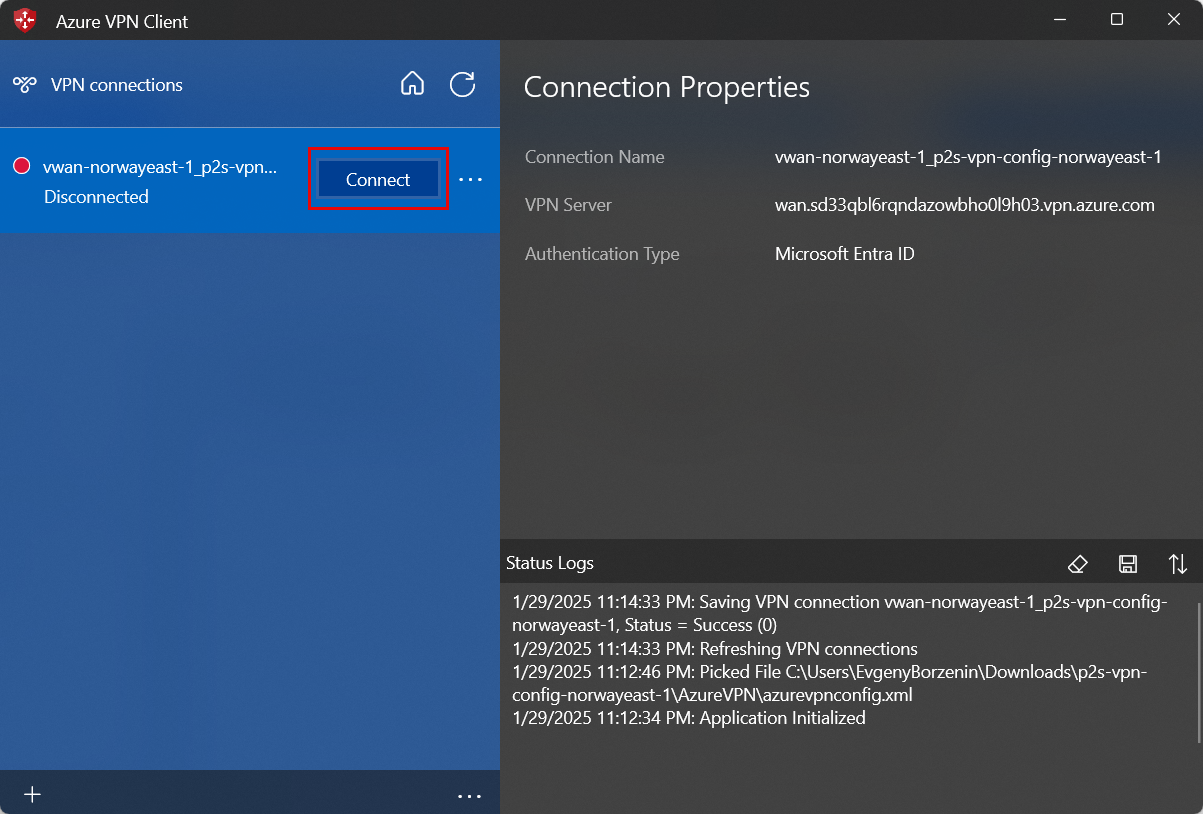 Azure VPN Client
VPN connections
vwan-norwayeast-1_p2s-vpn...
Disconnected
Connect
Connection Properties
Connection Name
vwan-norwayeast-1_p2s-vpn-config-norwayeast-1
VPN Server
wan.sd33qbl6rqndazowbho0l9h03.vpn.azure.com
Authentication Type
Microsoft Entra ID
Status Logs
1/29/2025 11:14:33 PM: Saving VPN connection vwan-norwayeast-1_p2s-vpn-config-
norwayeast-1, Status = Success (0)
1/29/2025 11:14:33 PM: Refreshing VPN connections
1/29/2025 11:12:46 PM: Picked File C:\Users\EvgenyBorzenin\Downloads\p2s-vpn-
config-norwayeast-1\AzureVPN\azurevpnconfig.xml
1/29/2025 11:12:34 PM: Application Initialized